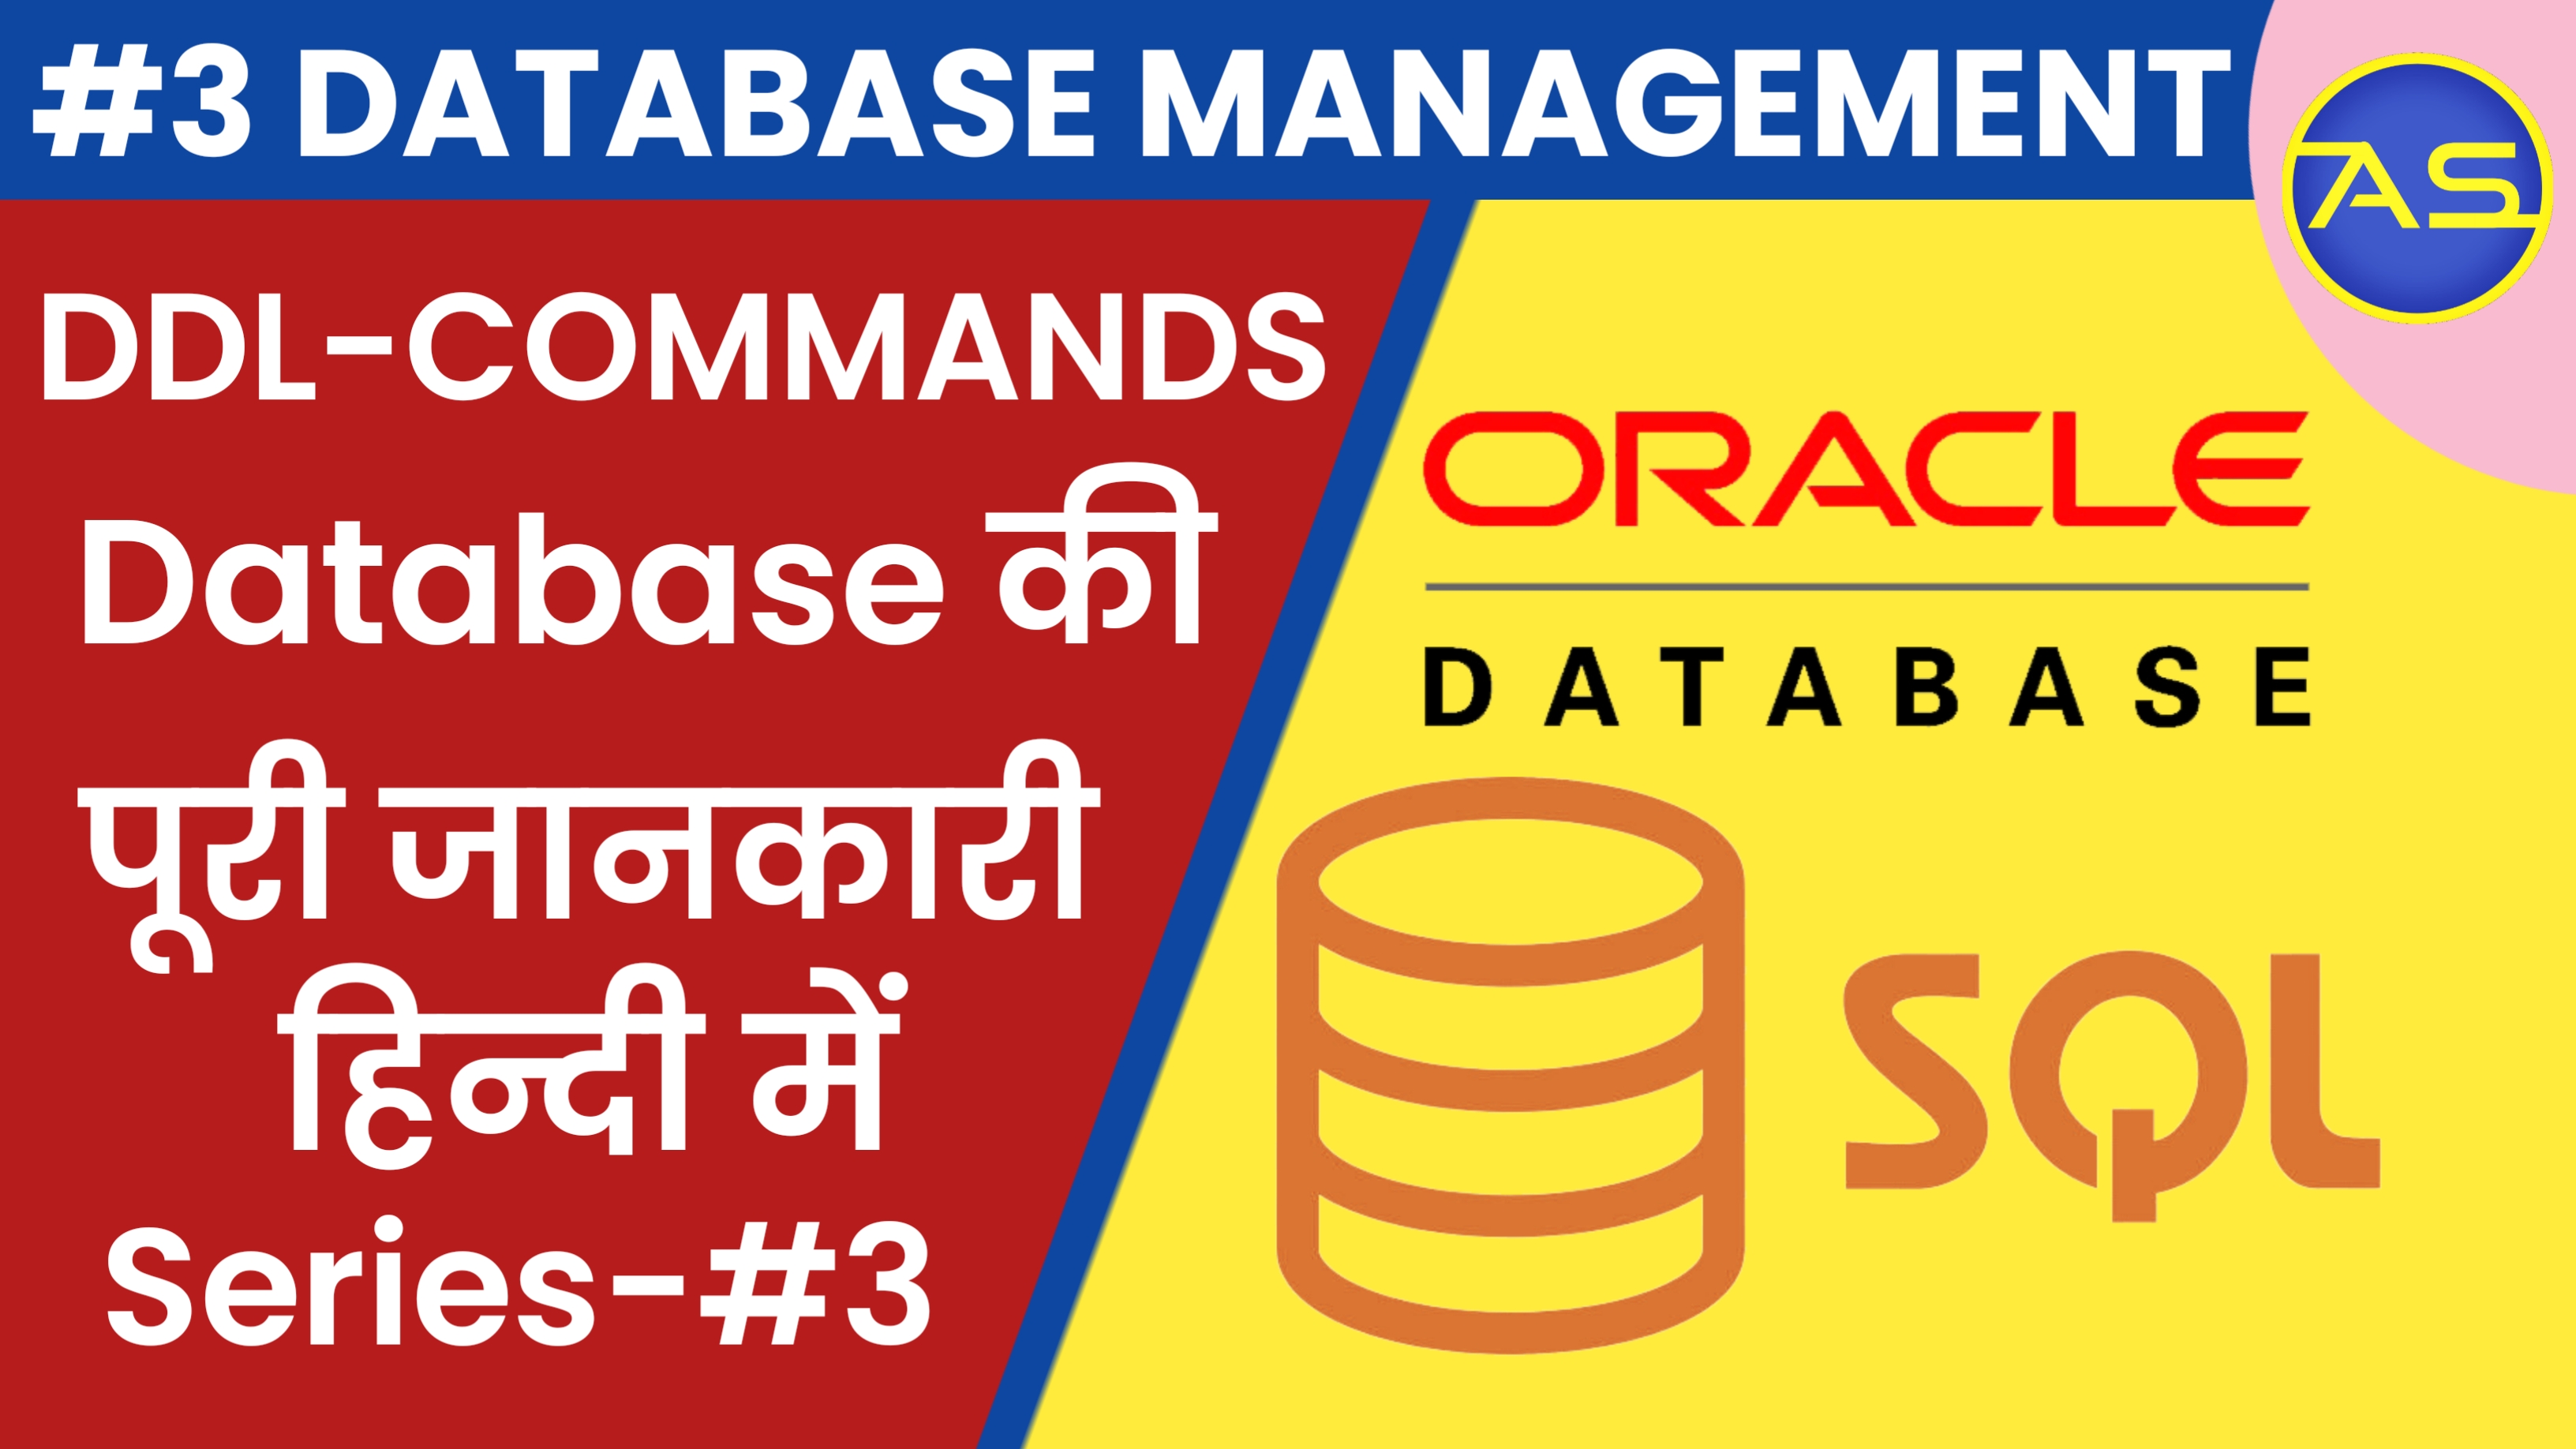 #3 DATABASE MANAGEMENT
AS
DDL-COMMANDS
Database की
पूरी जानकारी
हिन्दी में
Series-#3
ORACLE
DATABASE
SQL